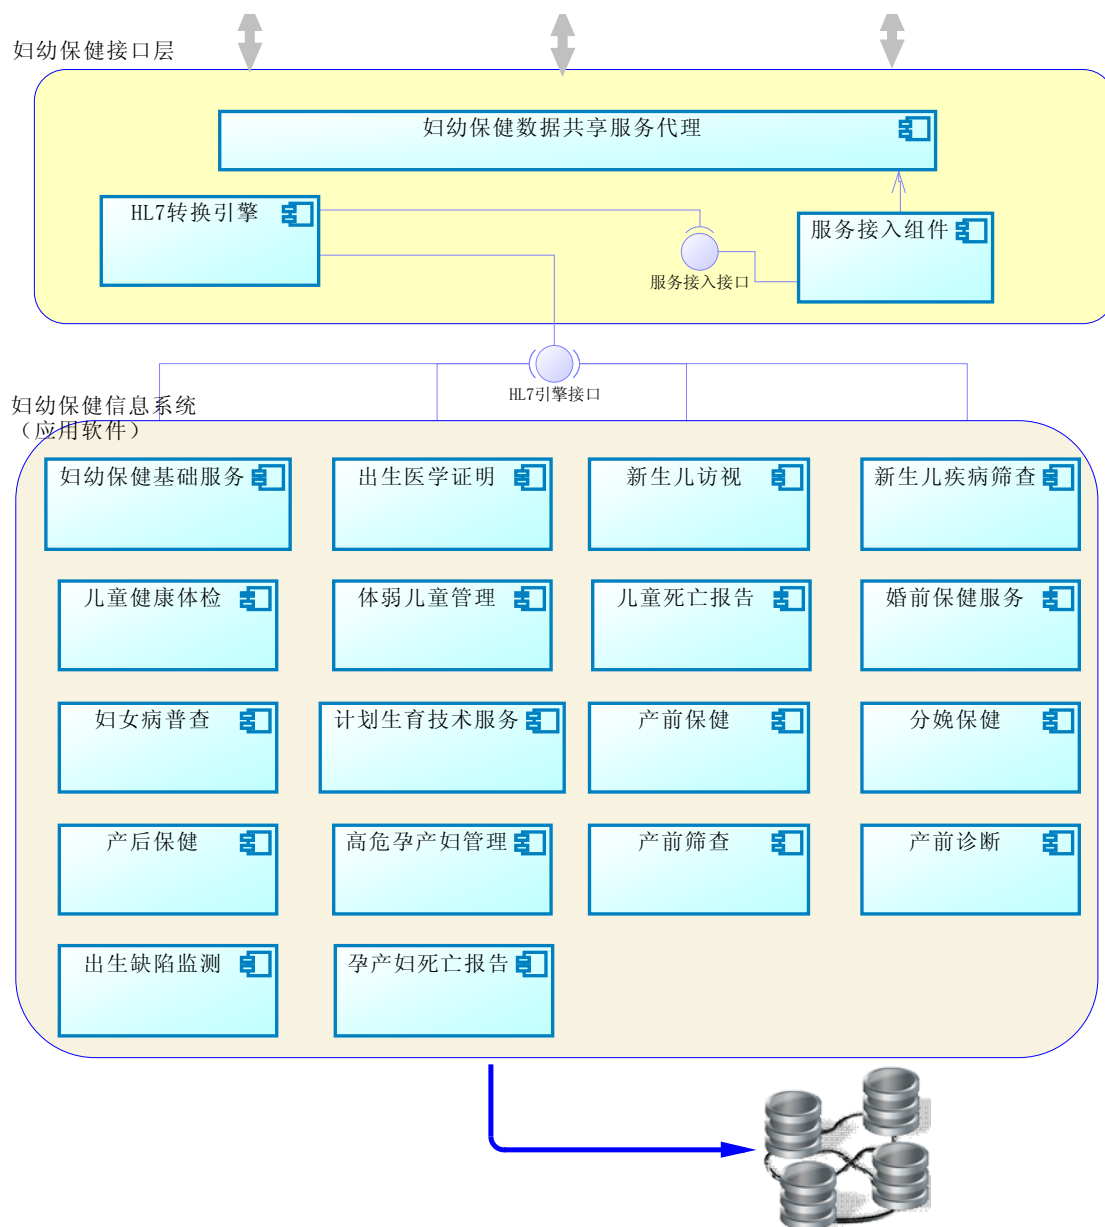 妇幼保健接口层
妇幼保健数据共享服务代理
HL7转换引擎
服务接入组件
服务接入接口
HL7引擎接口
妇幼保健信息系统
（应用软件）
妇幼保健基础服务
出生医学证明
新生儿访视
新生儿疾病筛查
儿童健康体检
体弱儿童管理
儿童死亡报告
婚前保健服务
妇女病普查
计划生育技术服务
产前保健
分娩保健
产后保健
高危孕产妇管理
产前筛查
产前诊断
出生缺陷监测
孕产妇死亡报告